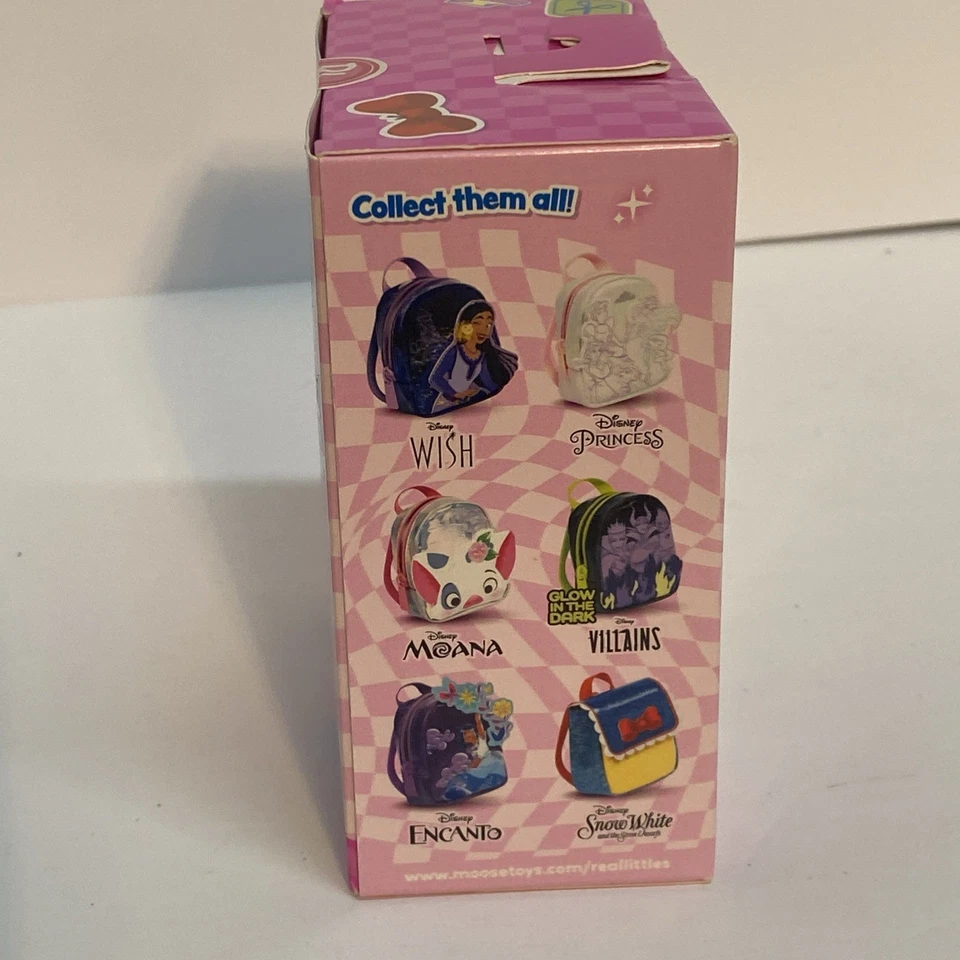 Collect them all!
Disney
WISH
Disney
PRINCESS
Disney
MOANA
GLOW
IN THE
DARK
Disney
VILLAINS
Disney
ENCANTO
Disney
Snow White
and the Seven Dwarfs
www.moosetoys.com/reallittles